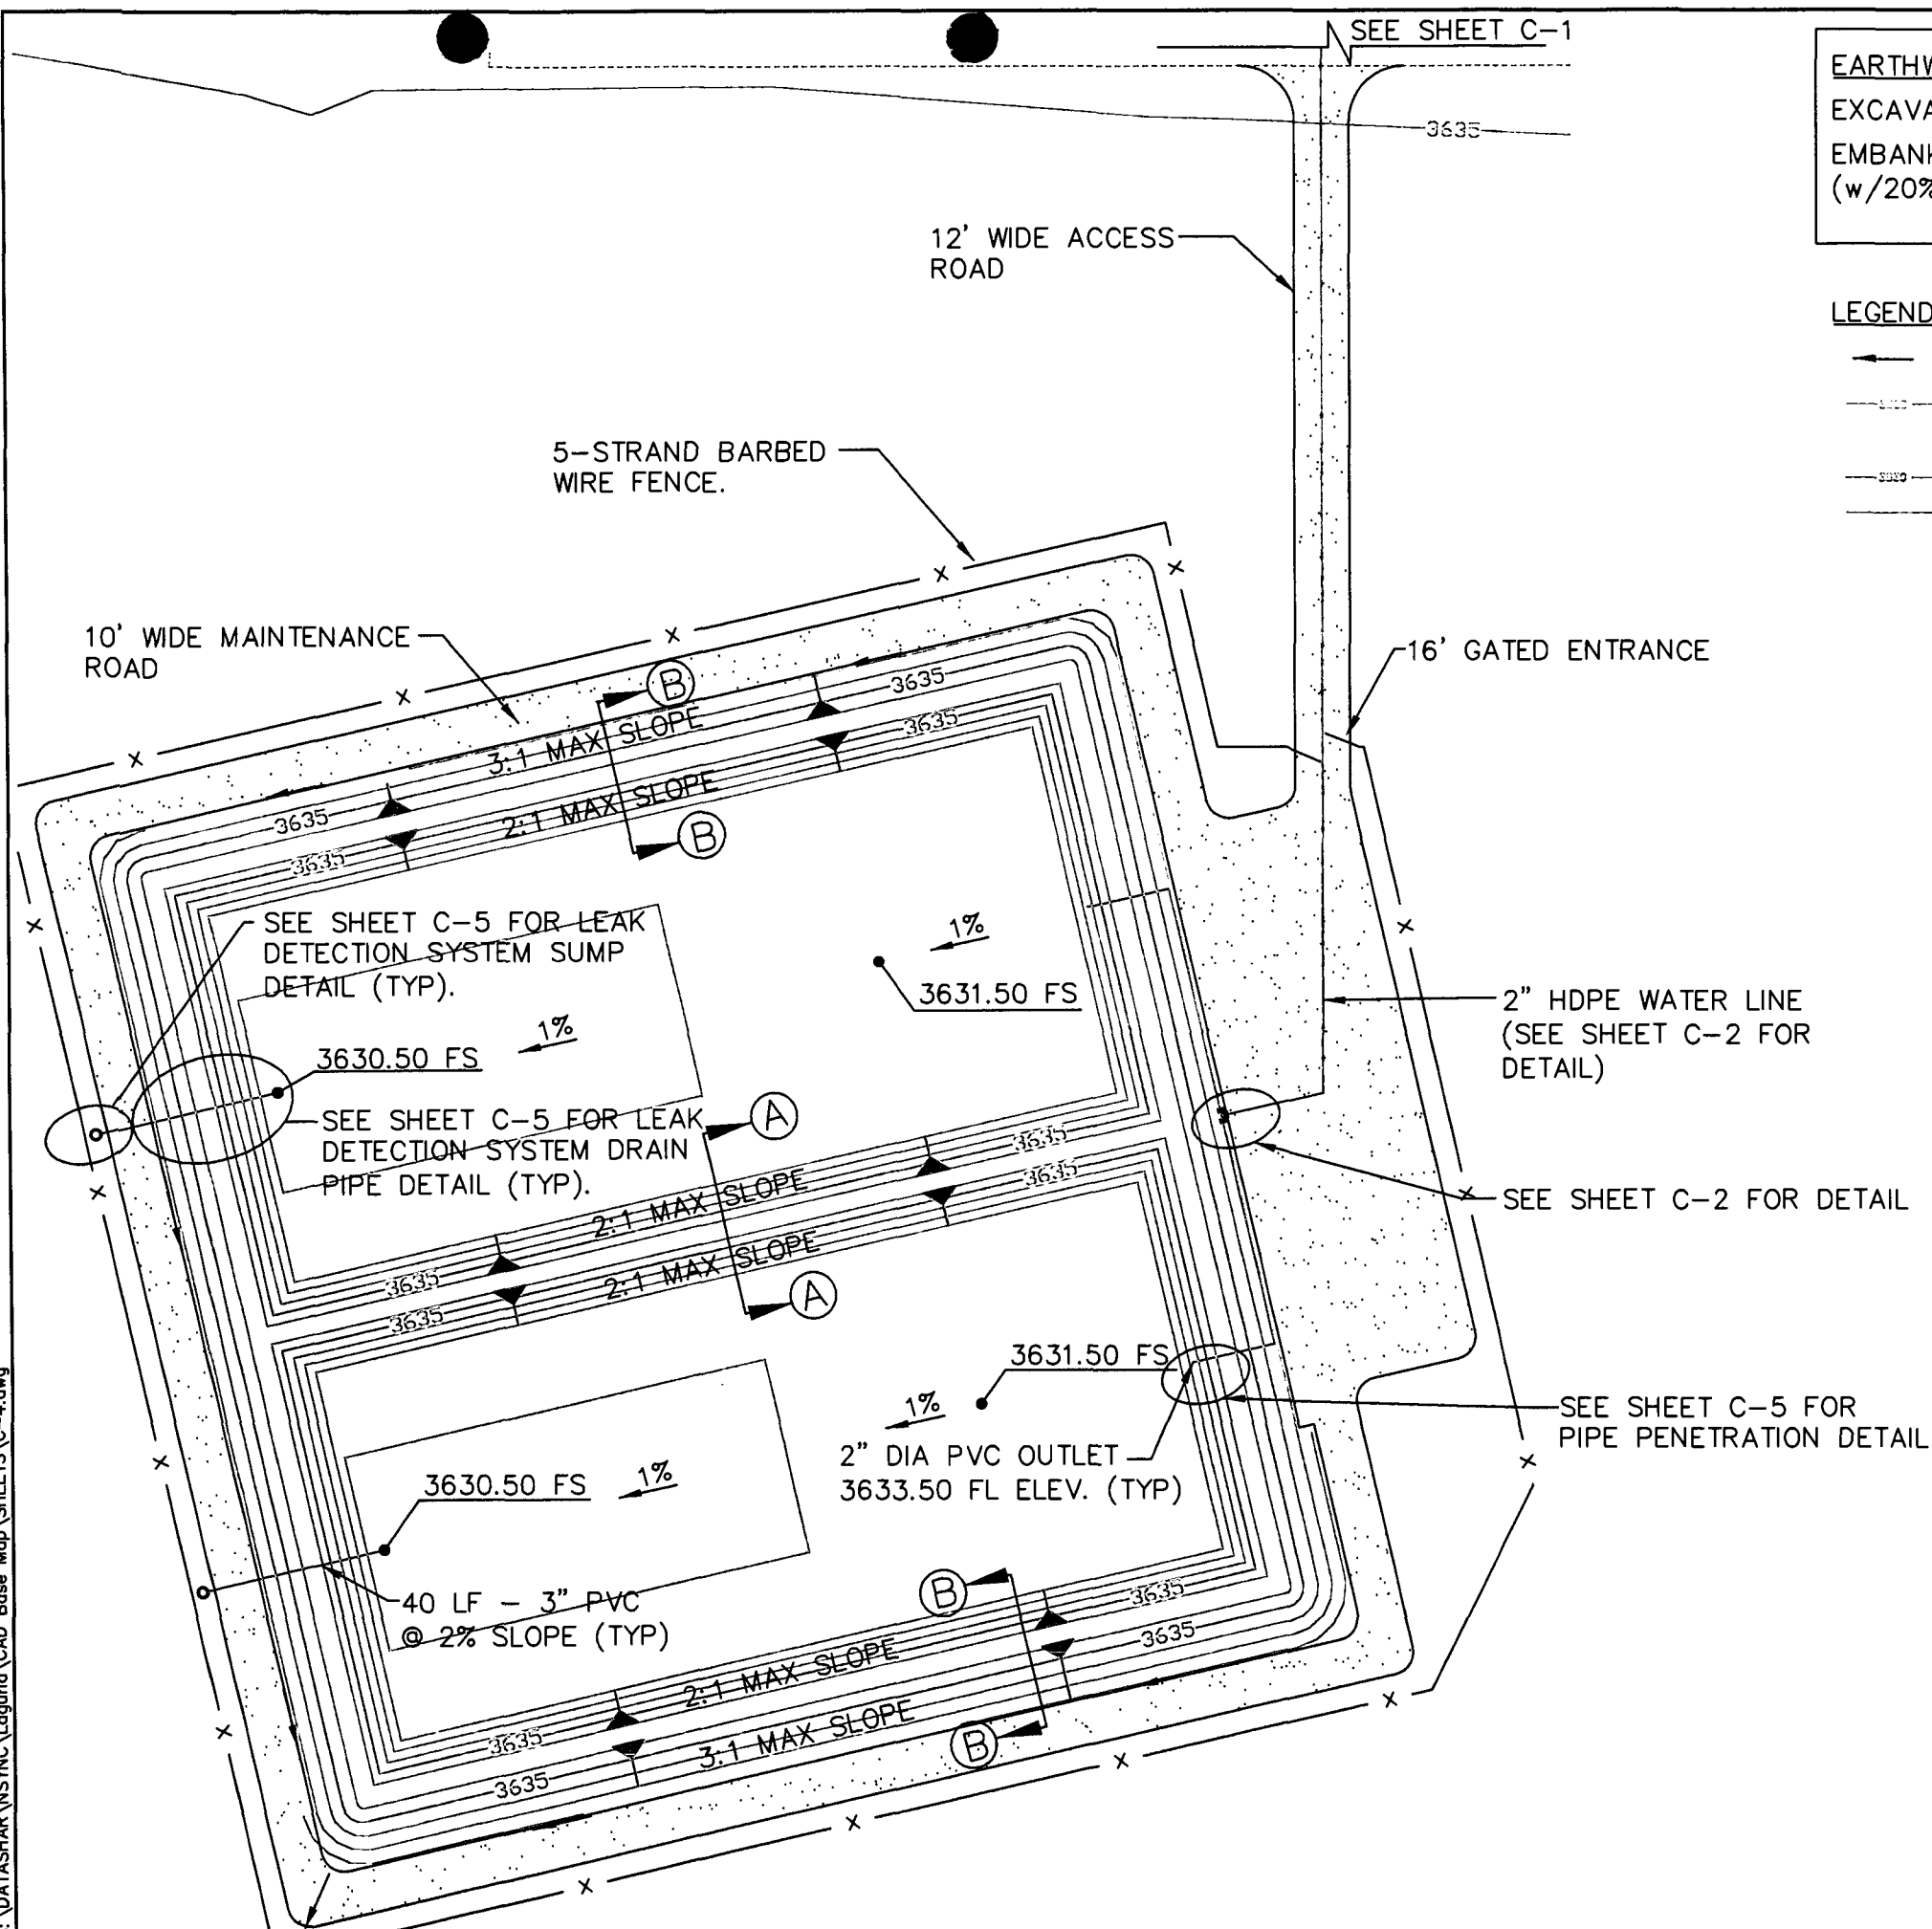 SEE SHEET C-1
3635
12' WIDE ACCESS
ROAD
LEGEND
5-STRAND BARBED
WIRE FENCE.
10' WIDE MAINTENANCE
ROAD
16' GATED ENTRANCE
B
3635
3635
3:1 MAX SLOPE
2:1 MAX SLOPE
3635
3635
B
SEE SHEET C-5 FOR LEAK
DETECTION SYSTEM SUMP
DETAIL (TYP).
1%
3631.50 FS
1%
3630.50 FS
2" HDPE WATER LINE
(SEE SHEET C-2 FOR
DETAIL)
SEE SHEET C-5 FOR LEAK
DETECTION SYSTEM DRAIN
PIPE DETAIL (TYP).
A
3635
3635
SEE SHEET C-2 FOR DETAIL
2:1 MAX SLOPE
2:1 MAX SLOPE
3635
3635
A
3631.50 FS
1%
SEE SHEET C-5 FOR
PIPE PENETRATION DETAIL
2" DIA PVC OUTLET
3633.50 FL ELEV. (TYP)
3630.50 FS
1%
40 LF - 3" PVC
@ 2% SLOPE (TYP)
B
3635
3635
2:1 MAX SLOPE
3:1 MAX SLOPE
3635
3635
B